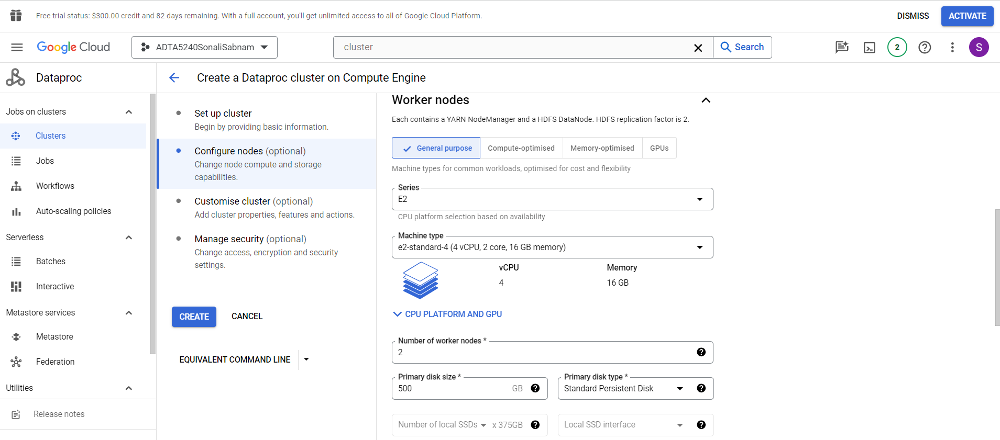 Free trial status: $300.00 credit and 82 days remaining. With a full account, you'll get unlimited access to all of Google Cloud Platform.
DISMISS
ACTIVATE
Google Cloud
ADTA5240SonaliSabnam
cluster
Search
2
S
Dataproc
Create a Dataproc cluster on Compute Engine
Jobs on clusters
Clusters
Jobs
Workflows
Auto-scaling policies
Serverless
Batches
Interactive
Metastore services
Metastore
Federation
Utilities
Release notes
Set up cluster
Begin by providing basic information.
Configure nodes (optional)
Change node compute and storage
capabilities.
Customise cluster (optional)
Add cluster properties, features and actions.
Manage security (optional)
Change access, encryption and security
settings.
CREATE
CANCEL
EQUIVALENT COMMAND LINE
Worker nodes
Each contains a YARN NodeManager and a HDFS DataNode. HDFS replication factor is 2.
General purpose
Compute-optimised
Memory-optimised
GPUs
Machine types for common workloads, optimised for cost and flexibility
Series
E2
CPU platform selection based on availability
Machine type
e2-standard-4 (4 vCPU, 2 core, 16 GB memory)
vCPU
Memory
4
16 GB
CPU PLATFORM AND GPU
Number of worker nodes *
2
Primary disk size *
500 GB
Primary disk type *
Standard Persistent Disk
Number of local SSDs x 375GB
Local SSD interface